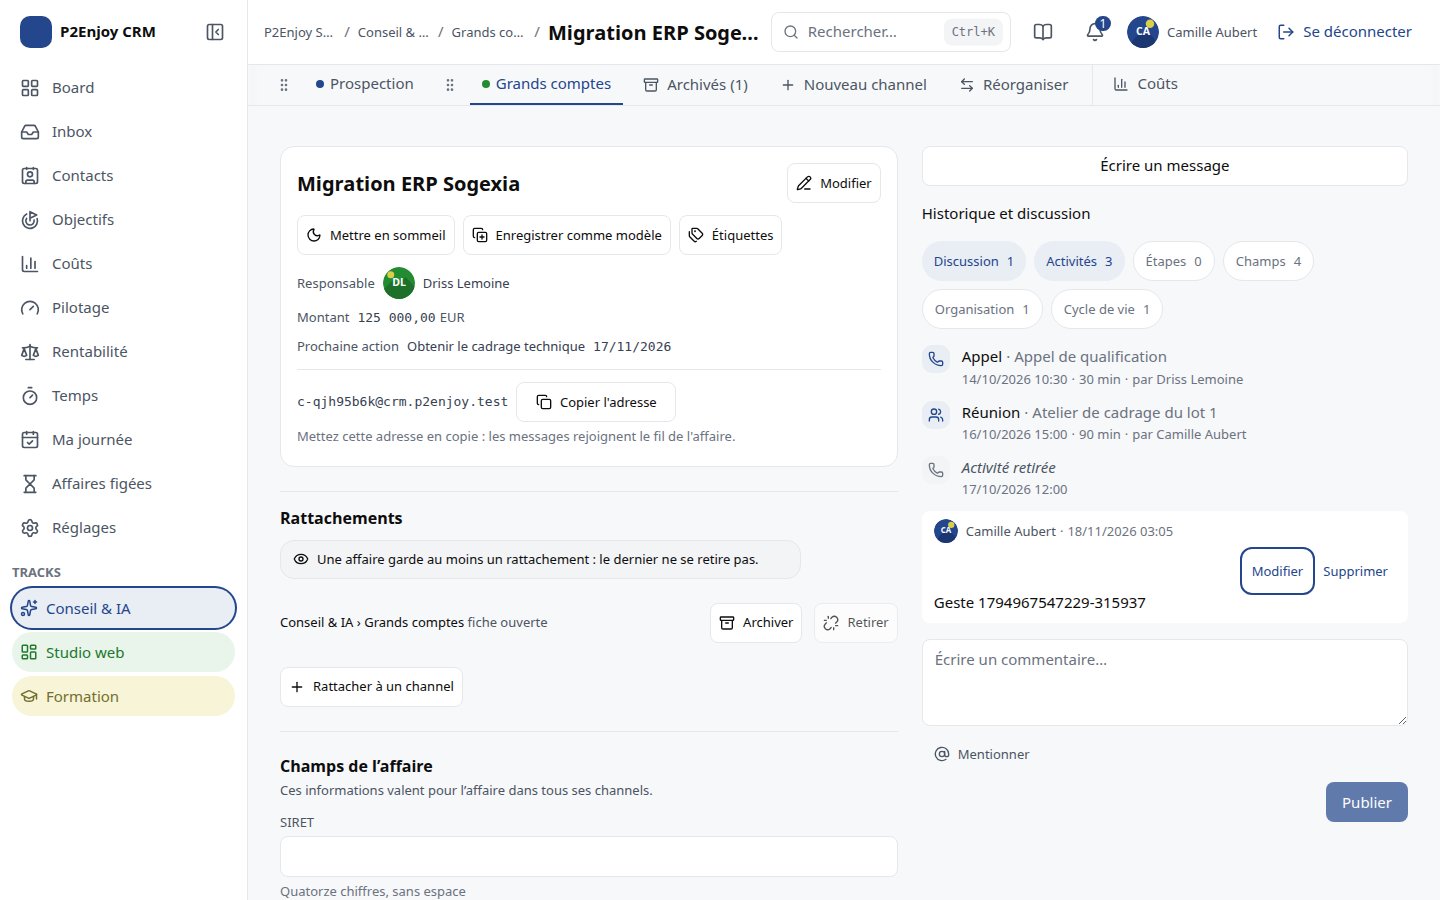 P2Enjoy CRM
Board
Inbox
Contacts
Objectifs
Coûts
Pilotage
Rentabilité
Temps
Ma journée
Affaires figées
Réglages
TRACKS
Conseil & IA
Studio web
Formation
P2Enjoy S... / Conseil & ... / Grands co... / Migration ERP Soge...
Rechercher... Ctrl+K
1
CA Camille Aubert
Se déconnecter
Prospection
Grands comptes
Archivés (1)
Nouveau channel
Réorganiser
Coûts
Migration ERP Sogexia
Modifier
Mettre en sommeil
Enregistrer comme modèle
Étiquettes
Responsable DL Driss Lemoine
Montant 125 000,00 EUR
Prochaine action Obtenir le cadrage technique 17/11/2026
c-qjh95b6k@crm.p2enjoy.test Copier l'adresse
Mettez cette adresse en copie : les messages rejoignent le fil de l'affaire.
Rattachements
Une affaire garde au moins un rattachement : le dernier ne se retire pas.
Conseil & IA › Grands comptes fiche ouverte
Archiver
Retirer
Rattacher à un channel
Champs de l’affaire
Ces informations valent pour l’affaire dans tous ses channels.
SIRET
Quatorze chiffres, sans espace
Écrire un message
Historique et discussion
Discussion 1
Activités 3
Étapes 0
Champs 4
Organisation 1
Cycle de vie 1
Appel · Appel de qualification
14/10/2026 10:30 · 30 min · par Driss Lemoine
Réunion · Atelier de cadrage du lot 1
16/10/2026 15:00 · 90 min · par Camille Aubert
Activité retirée
17/10/2026 12:00
CA Camille Aubert · 18/11/2026 03:05
Modifier
Supprimer
Geste 1794967547229-315937
Écrire un commentaire...
Mentionner
Publier